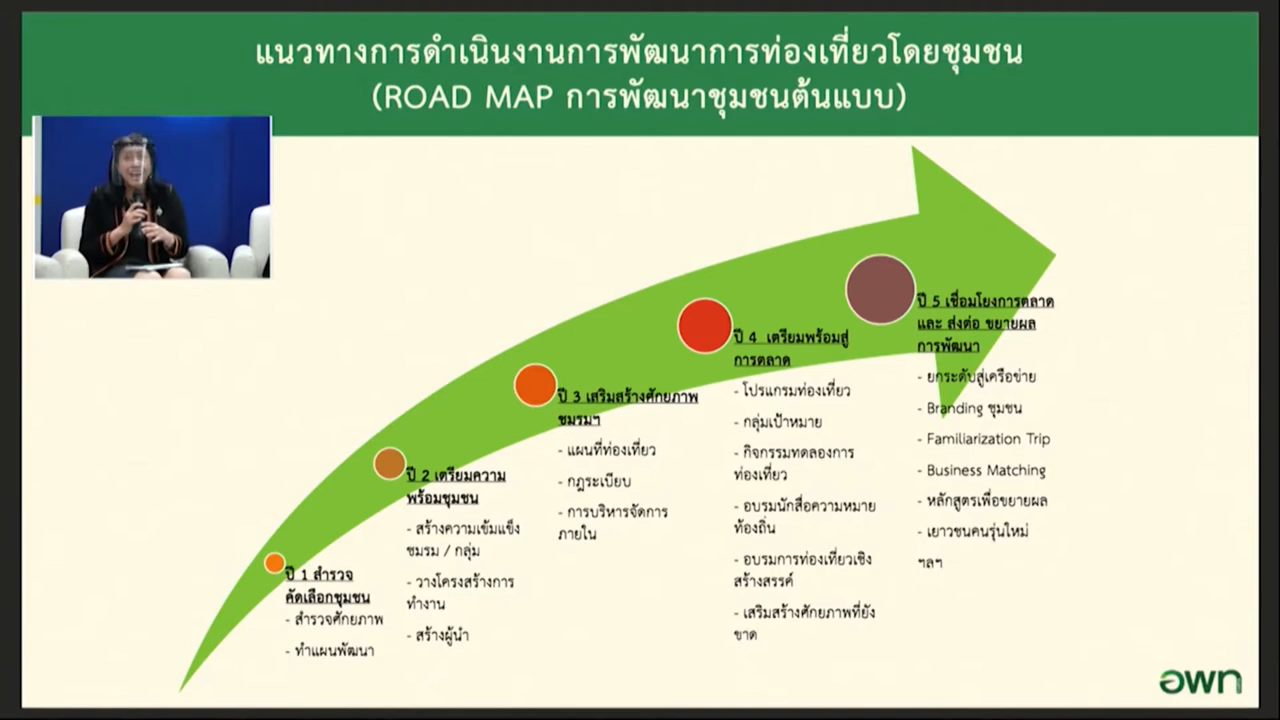 แนวทางการดำเนินงานการพัฒนาการท่องเที่ยวโดยชุมชน
(ROAD MAP การพัฒนาชุมชนต้นแบบ)
ปี 1 สำรวจ
คัดเลือกชุมชน
- สำรวจศักยภาพ
- ทำแผนพัฒนา
ปี 2 เตรียมความ
พร้อมชุมชน
- สร้างความเข้มแข็ง
ชมรม / กลุ่ม
- วางโครงสร้างการ
ทำงาน
- สร้างผู้นำ
ปี 3 เสริมสร้างศักยภาพ
ชมรมฯ
- แผนที่ท่องเที่ยว
- กฎระเบียบ
- การบริหารจัดการ
ภายใน
ปี 4 เตรียมพร้อมสู่
การตลาด
- โปรแกรมท่องเที่ยว
- กลุ่มเป้าหมาย
- กิจกรรมทดลองการ
ท่องเที่ยว
- อบรมนักสื่อความหมาย
ท้องถิ่น
- อบรมการท่องเที่ยวเชิง
สร้างสรรค์
- เสริมสร้างศักยภาพที่ยัง
ขาด
ปี 5 เชื่อมโยงการตลาด
และ ส่งต่อ ขยายผล
การพัฒนา
- ยกระดับสู่เครือข่าย
- Branding ชุมชน
- Familiarization Trip
- Business Matching
- หลักสูตรเพื่อขยายผล
- เยาวชนคนรุ่นใหม่
ฯลฯ
อพท